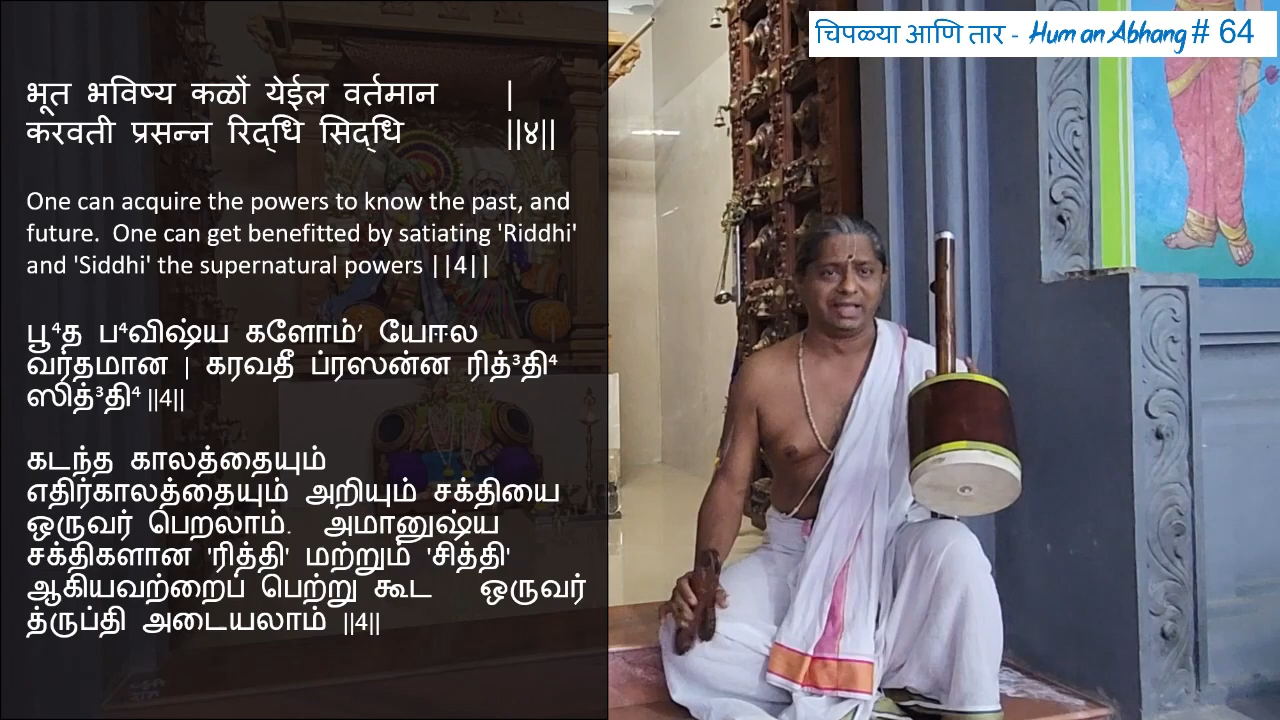 चिपळ्या आणि तार - Hum an Abhang # 64
भूत भविष्य कळों येईल वर्तमान |
करवती प्रसन्न रिद्धि सिद्धि ||४||
One can acquire the powers to know the past, and
future. One can get benefitted by satiating 'Riddhi'
and 'Siddhi' the supernatural powers ||4||
பூ⁴த ப⁴விஷ்ய களோம்ʼ யேஈல
வர்தமான | கரவதீ ப்ரஸன்ன ரித்³தி⁴
ஸித்³தி⁴ ||4||
கடந்த காலத்தையும்
எதிர்காலத்தையும் அறியும் சக்தியை
ஒருவர் பெறலாம். அமானுஷ்ய
சக்திகளான 'ரித்தி' மற்றும் 'சித்தி'
ஆகியவற்றைப் பெற்று கூட ஒருவர்
த்ருப்தி அடையலாம் ||4||